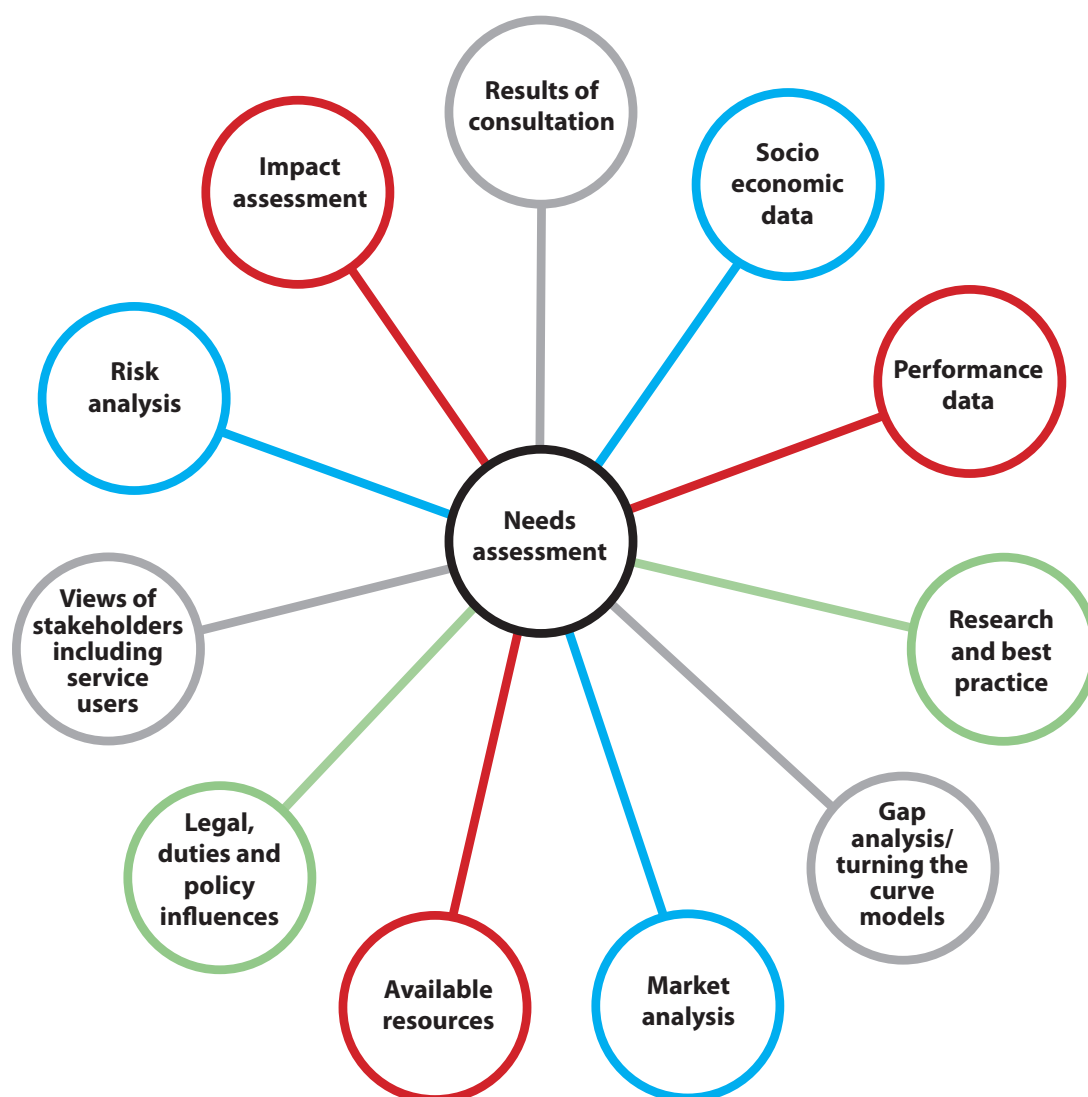 Results of
consultation
Socio
economic
data
Performance
data
Research
and best
practice
Gap
analysis/
turning the
curve
models
Market
analysis
Available
resources
Legal,
duties and
policy
influences
Views of
stakeholders
including
service
users
Risk
analysis
Impact
assessment
Needs
assessment